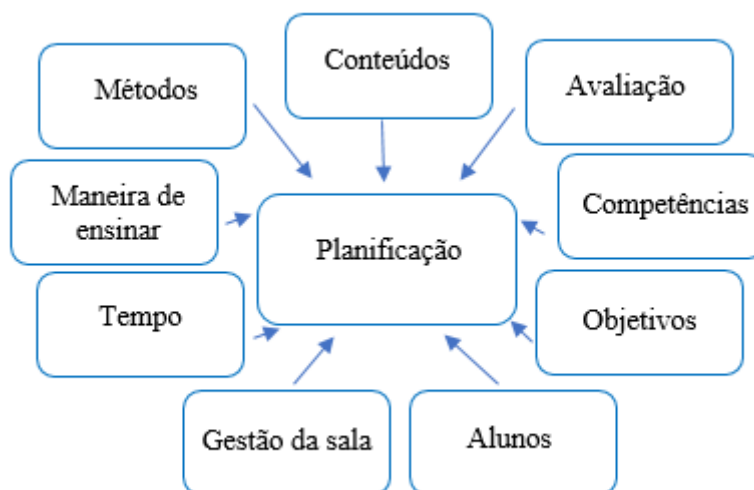 Conteúdos
Métodos
Avaliação
Maneira de
ensinar
Competências
Planificação
Tempo
Objetivos
Gestão da sala
Alunos